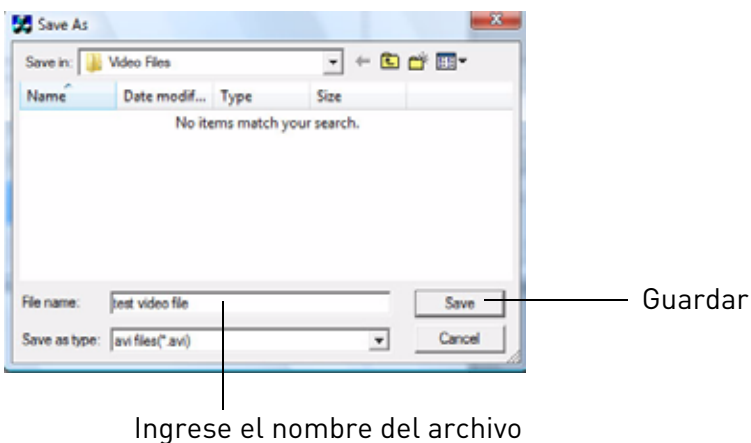 Save As
Save in: Video Files
Name Date modif... Type Size
No items match your search.
File name: test video file Save
Guardar
Save as type: avi files(*.avi) Cancel
Ingrese el nombre del archivo